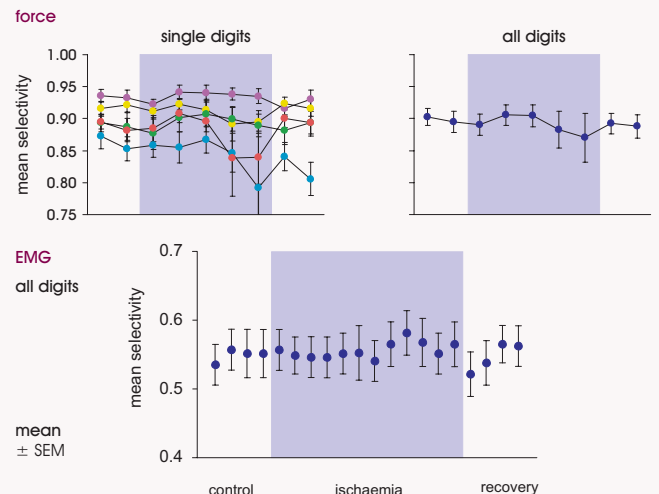 force
single digits
all digits
mean selectivity
1.00
0.95
0.90
0.85
0.80
0.75
EMG
all digits
mean selectivity
0.7
0.6
0.5
0.4
mean
± SEM
control
ischaemia
recovery